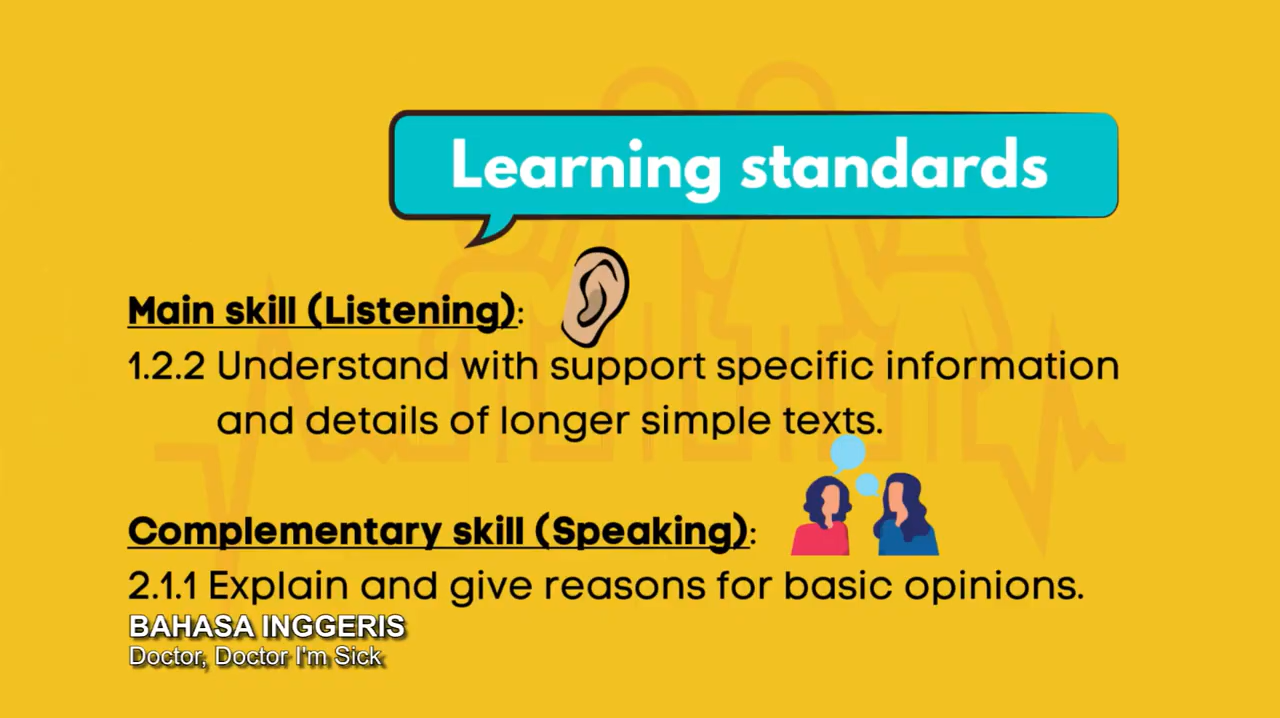 Learning standards
Main skill (Listening):
1.2.2 Understand with support specific information
and details of longer simple texts.
Complementary skill (Speaking):
2.1.1 Explain and give reasons for basic opinions.
BAHASA INGGERIS
Doctor, Doctor I'm Sick